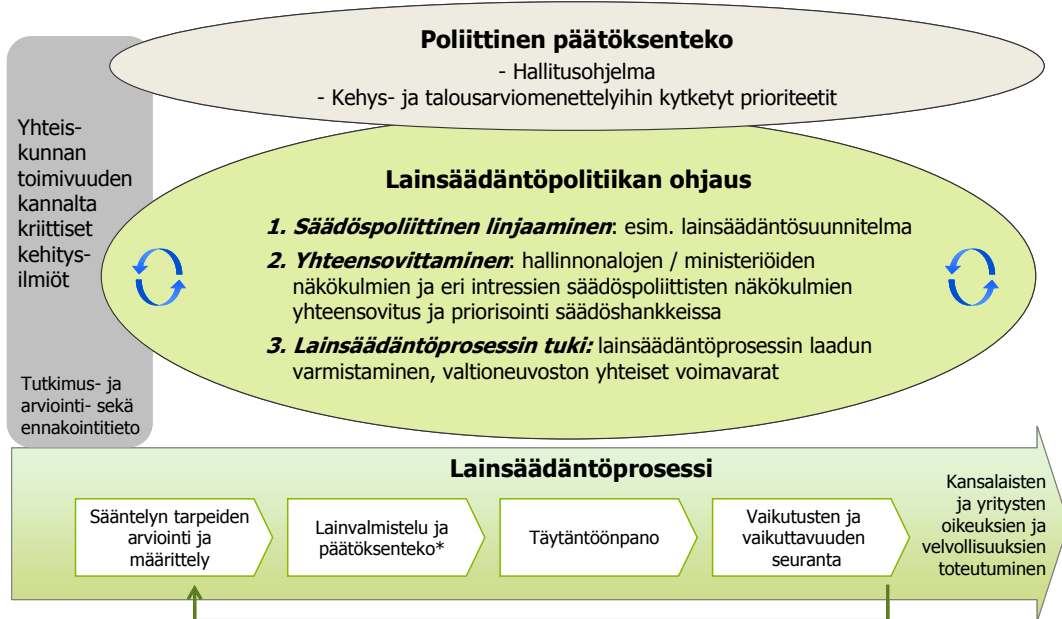 Poliittinen päätöksenteko
- Hallitusohjelma
- Kehys- ja talousarviomenettelyihin kytketyt prioriteetit
Yhteis-
kunnan
toimivuuden
kannalta
kriittiset
kehitys-
ilmiöt
Tutkimus- ja
arviointi- sekä
ennakointitieto
Lainsäädäntöpolitiikan ohjaus
1. Säädöspoliittinen linjaaminen: esim. lainsäädäntösuunnitelma
2. Yhteensovittaminen: hallinnonalojen / ministeriöiden
näkökulmien ja eri intressien säädöspoliittisten näkökulmien
yhteensovitus ja priorisointi säädöshankkeissa
3. Lainsäädäntöprosessin tuki: lainsäädäntöprosessin laadun
varmistaminen, valtioneuvoston yhteiset voimavarat
Lainsäädäntöprosessi
Sääntelyn tarpeiden
arviointi ja
määrittely
Lainvalmistelu ja
päätöksenteko*
Täytäntöönpano
Vaikutusten ja
vaikuttavuuden
seuranta
Kansalaisten
ja yritysten
oikeuksien ja
velvollisuuksien
toteutuminen